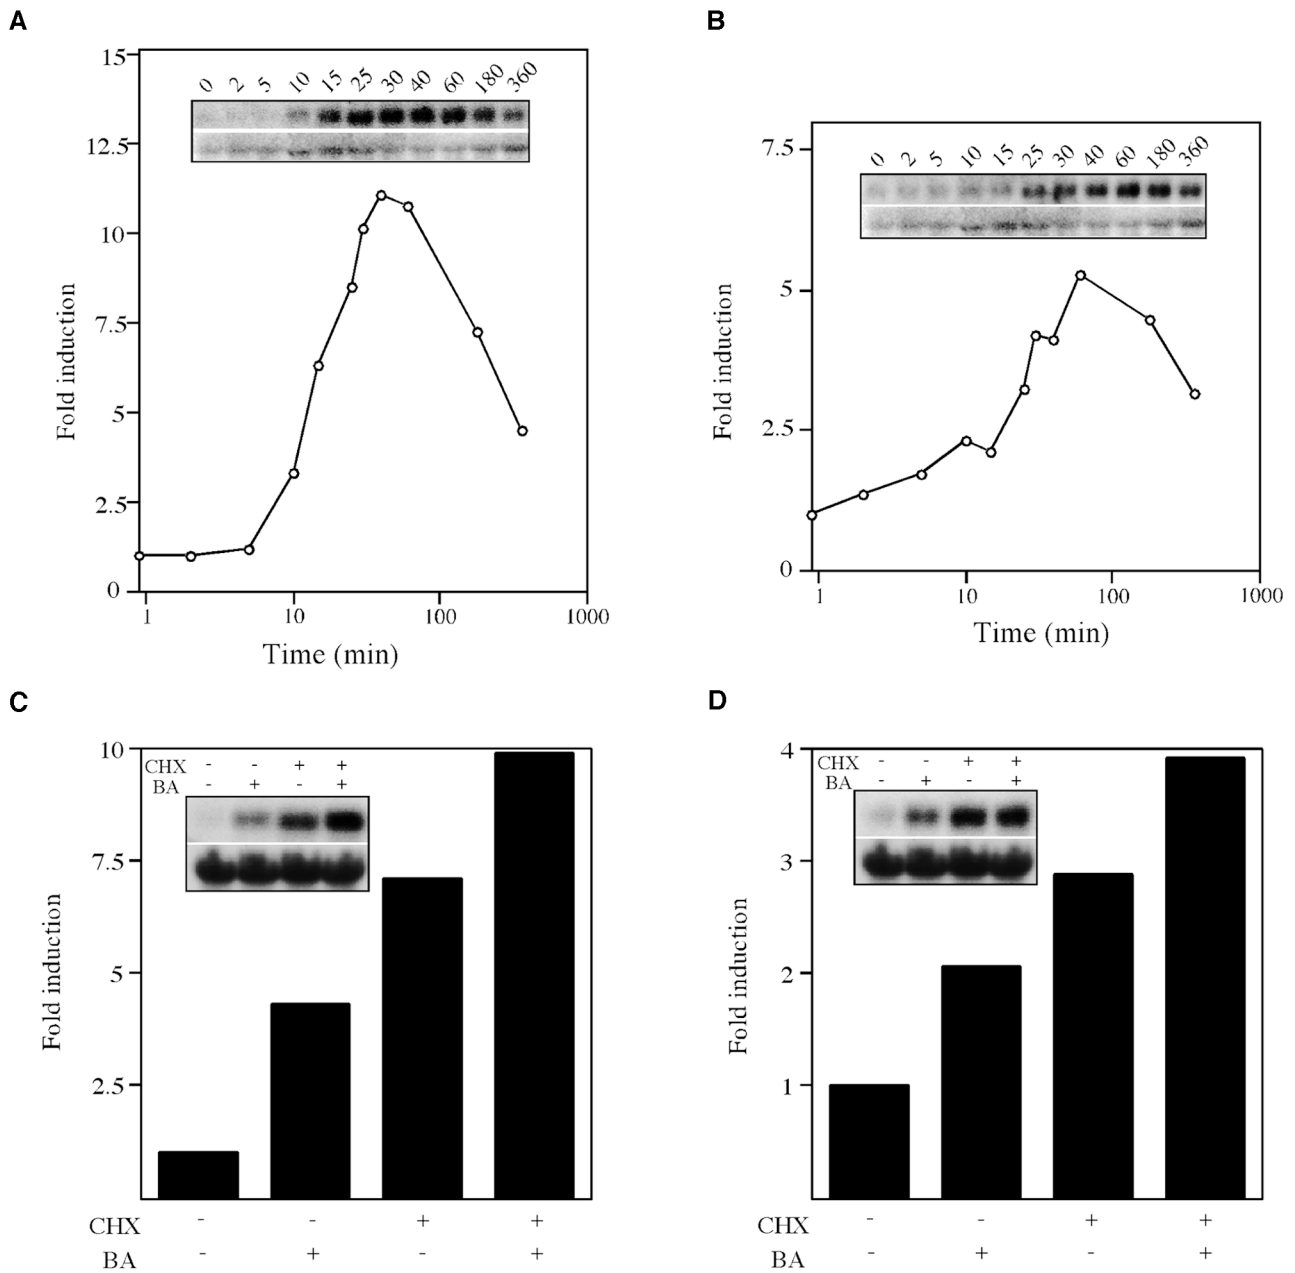 A
15
12.5
10
7.5
5
2.5
0
0 2 5 10 15 25 30 40 60 180 360
Fold induction
1 10 100 1000
Time (min)
B
7.5
5
2.5
0
0 2 5 10 15 25 30 40 60 180 360
Fold induction
1 10 100 1000
Time (min)
C
10
7.5
5
2.5
CHX - - + +
BA - + - +
Fold induction
CHX - - + +
BA - + - +
D
4
3
2
1
CHX - - + +
BA - + - +
Fold induction
CHX - - + +
BA - + - +